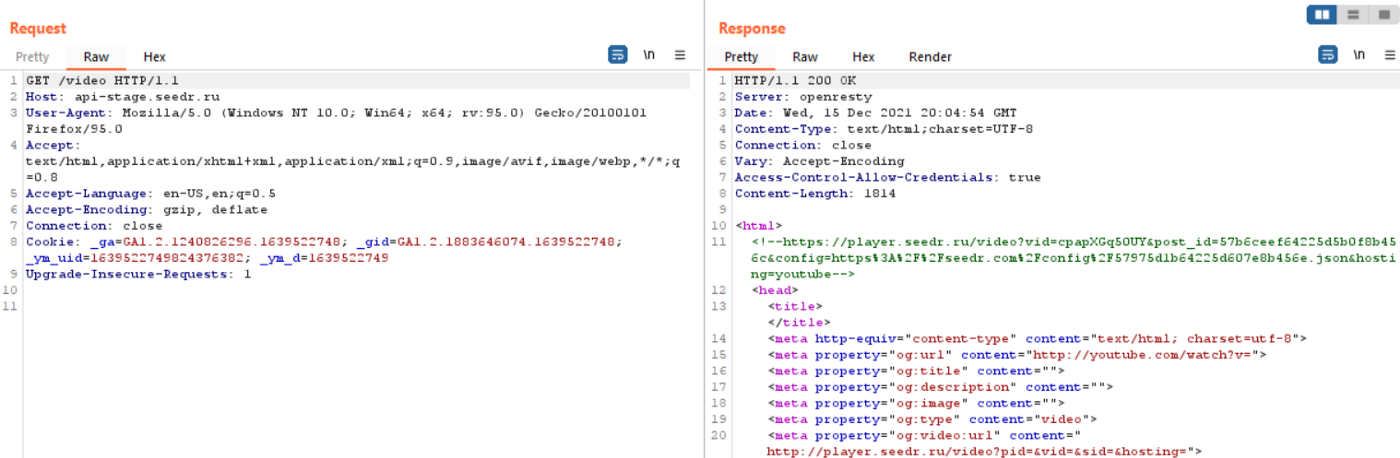 Request
Pretty Raw Hex \n
1 GET /video HTTP/1.1
2 Host: api-stage.seedr.ru
3 User-Agent: Mozilla/5.0 (Windows NT 10.0; Win64; x64; rv:95.0) Gecko/20100101
Firefox/95.0
4 Accept:
text/html,application/xhtml+xml,application/xml;q=0.9,image/avif,image/webp,*/*;q
=0.8
5 Accept-Language: en-US,en;q=0.5
6 Accept-Encoding: gzip, deflate
7 Connection: close
8 Cookie: _ga=GA1.2.1240826296.1639522748; _gid=GA1.2.1883646074.1639522748;
_ym_uid=1639522749824376382; _ym_d=1639522749
9 Upgrade-Insecure-Requests: 1
10
11
Response
Pretty Raw Hex Render \n
1 HTTP/1.1 200 OK
2 Server: openresty
3 Date: Wed, 15 Dec 2021 20:04:54 GMT
4 Content-Type: text/html;charset=UTF-8
5 Connection: close
6 Vary: Accept-Encoding
7 Access-Control-Allow-Credentials: true
8 Content-Length: 1814
9
10 <html>
11 <!--https://player.seedr.ru/video?vid=cpapXGq50UY&post_id=57b6ceef64225d5b0f8b45
6c&config=https%3A%2F%2Fseedr.com%2Fconfig%2F57975d1b64225d607e8b456e.json&hosti
ng=youtube-->
12 <head>
13 <title>
</title>
14 <meta http-equiv="content-type" content="text/html; charset=utf-8">
15 <meta property="og:url" content="http://youtube.com/watch?v=">
16 <meta property="og:title" content="">
17 <meta property="og:description" content="">
18 <meta property="og:image" content="">
19 <meta property="og:type" content="video">
20 <meta property="og:video:url" content="
http://player.seedr.ru/video?pid=&vid=&sid=&hosting=">